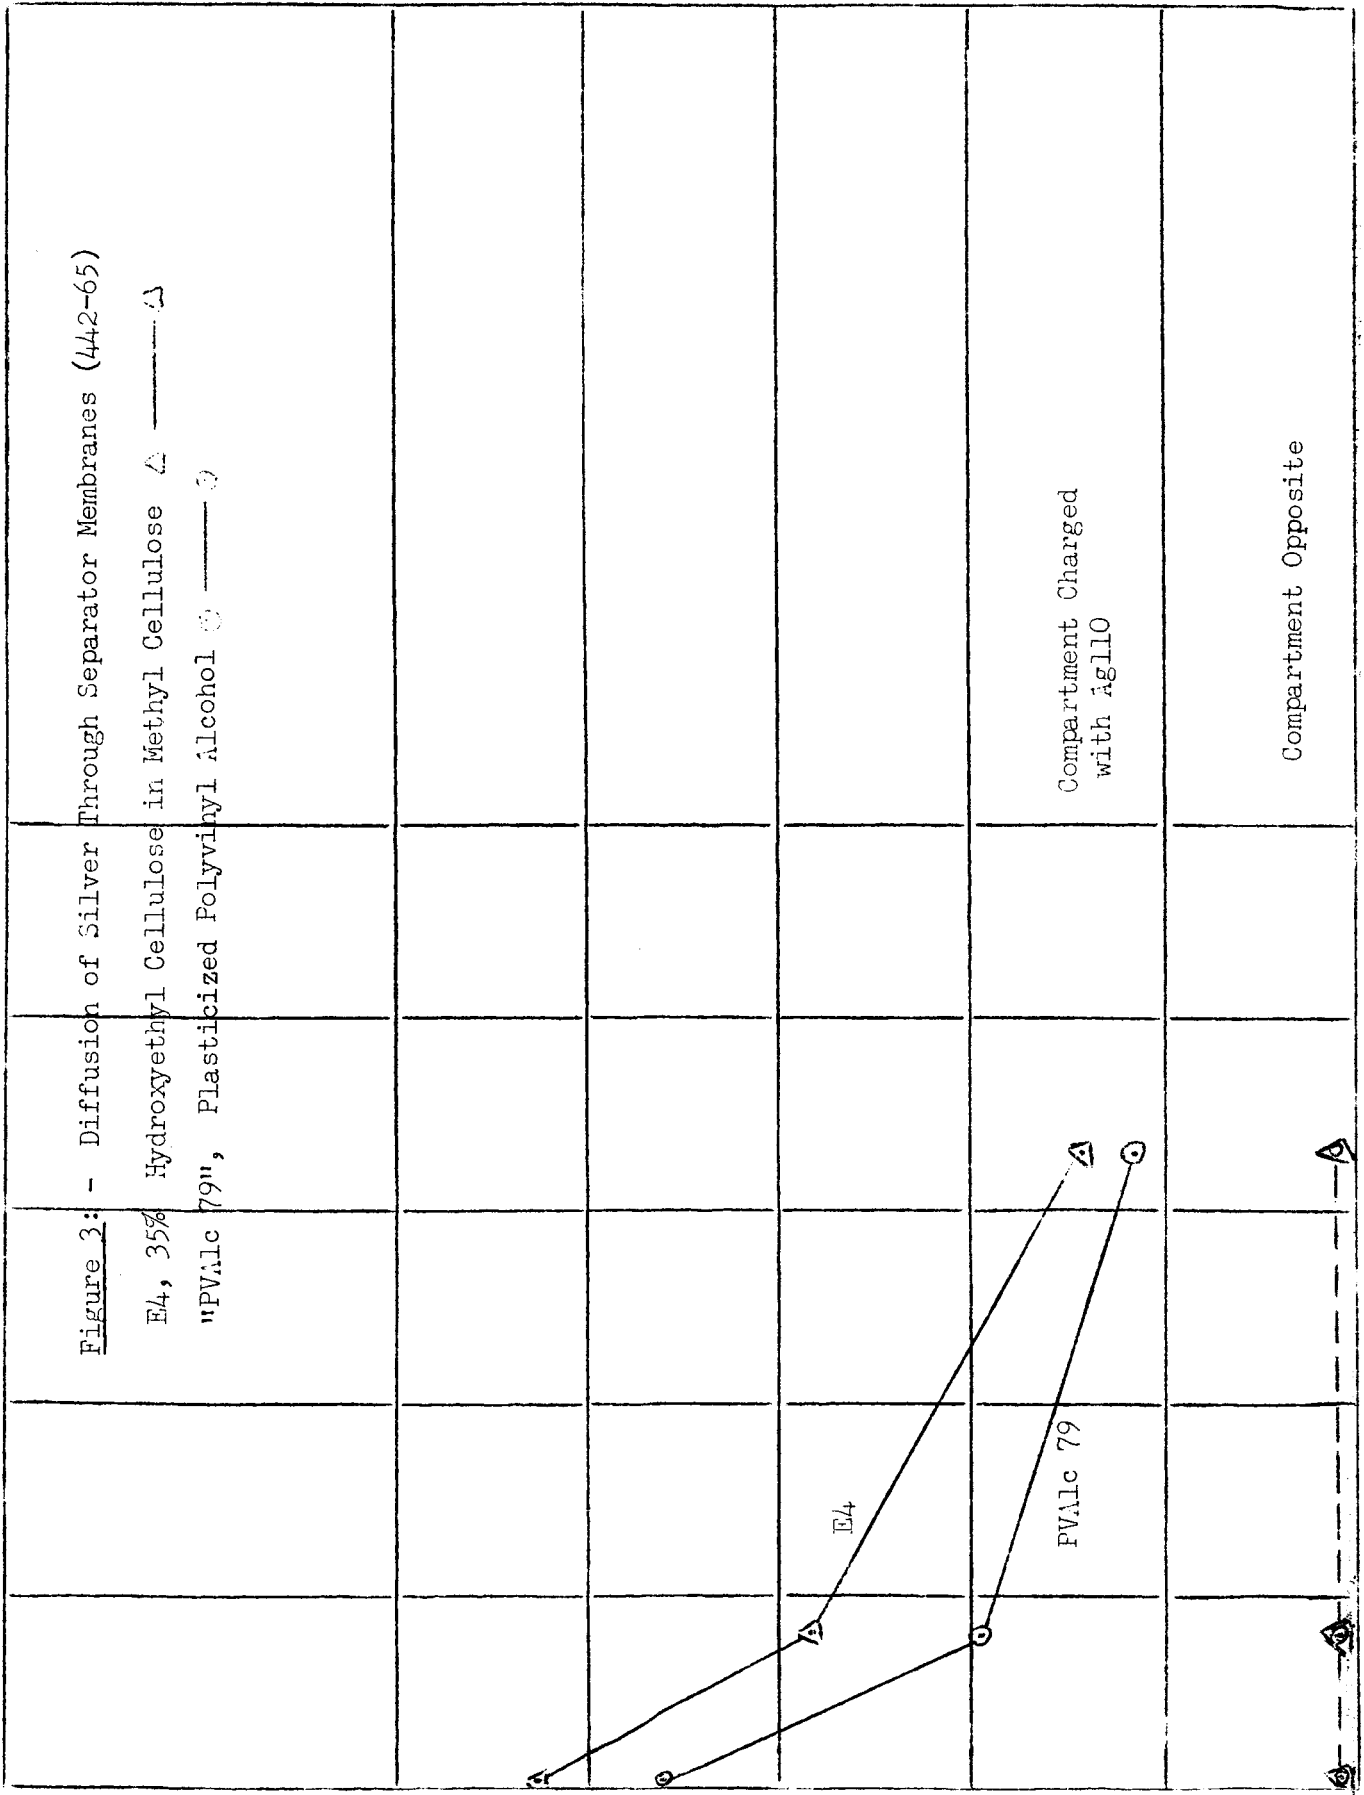 Figure 3: - Diffusion of Silver Through Separator Membranes (442-65)
E4, 35% Hydroxyethyl Cellulose in Methyl Cellulose
"PVAlc 79", Plasticized Polyvinyl Alcohol
E4
PVAlc 79
Compartment Charged
with Ag110
Compartment Opposite